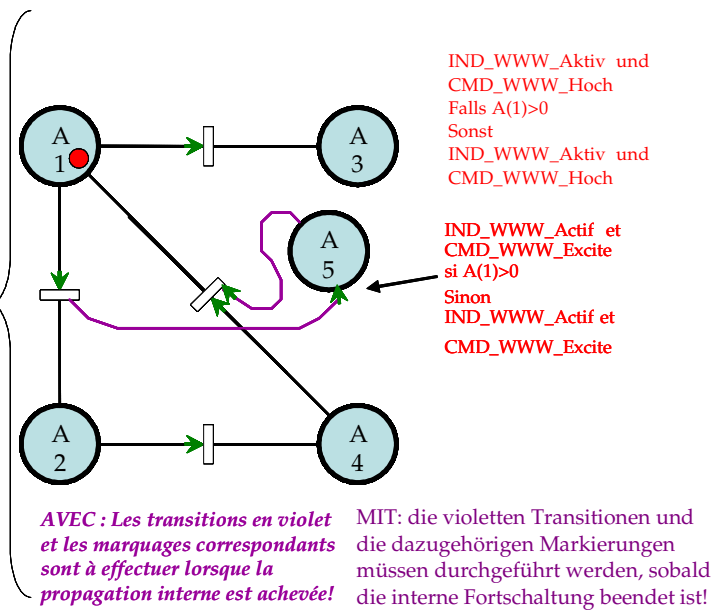 IND_WWW_Aktiv und
CMD_WWW_Hoch
Falls A(1)>0
Sonst
IND_WWW_Aktiv und
CMD_WWW_Hoch
A
1
A
3
A
5
IND_WWW_Actif et
CMD_WWW_Excite
si A(1)>0
Sinon
IND_WWW_Actif et
CMD_WWW_Excite
A
2
A
4
AVEC : Les transitions en violet
et les marquages correspondants
sont à effectuer lorsque la
propagation interne est achevée!
MIT: die violetten Transitionen und
die dazugehörigen Markierungen
müssen durchgeführt werden, sobald
die interne Fortschaltung beendet ist!